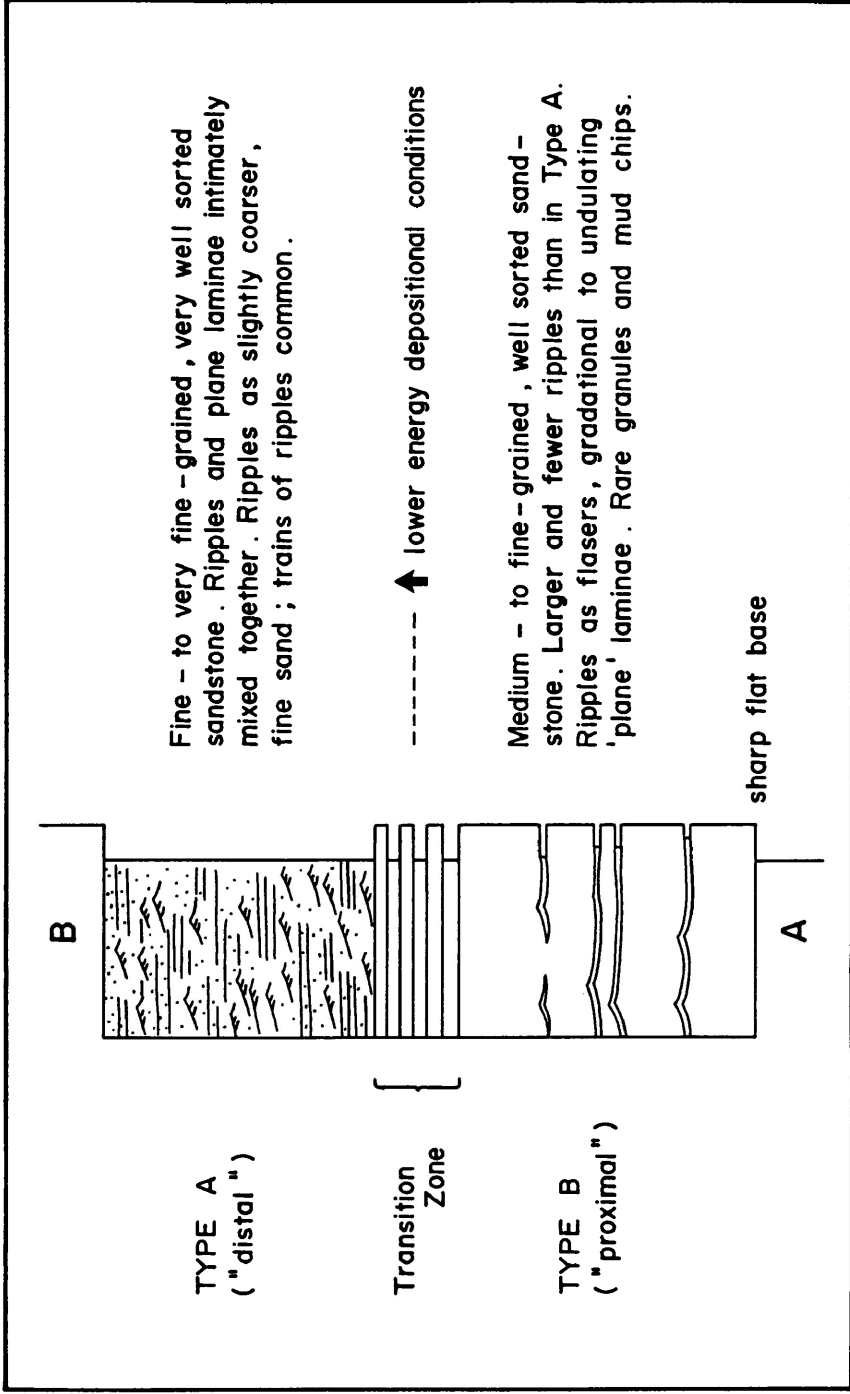 B
TYPE A
("distal")
Fine - to very fine - grained , very well sorted
sandstone . Ripples and plane laminae intimately
mixed together . Ripples as slightly coarser ,
fine sand ; trains of ripples common .
Transition
Zone
lower energy depositional conditions
TYPE B
("proximal")
Medium - to fine - grained , well sorted sand -
stone . Larger and fewer ripples than in Type A .
Ripples as flasers , gradational to undulating
'plane' laminae . Rare granules and mud chips .
sharp flat base
A